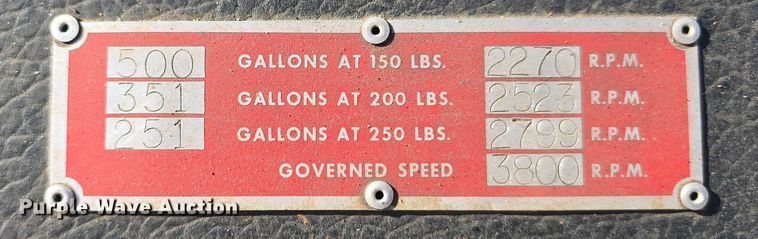 500 GALLONS AT 150 LBS. 2270 R.P.M.
351 GALLONS AT 200 LBS. 2523 R.P.M.
251 GALLONS AT 250 LBS. 2799 R.P.M.
GOVERNED SPEED 3800 R.P.M.
Purple Wave Auction